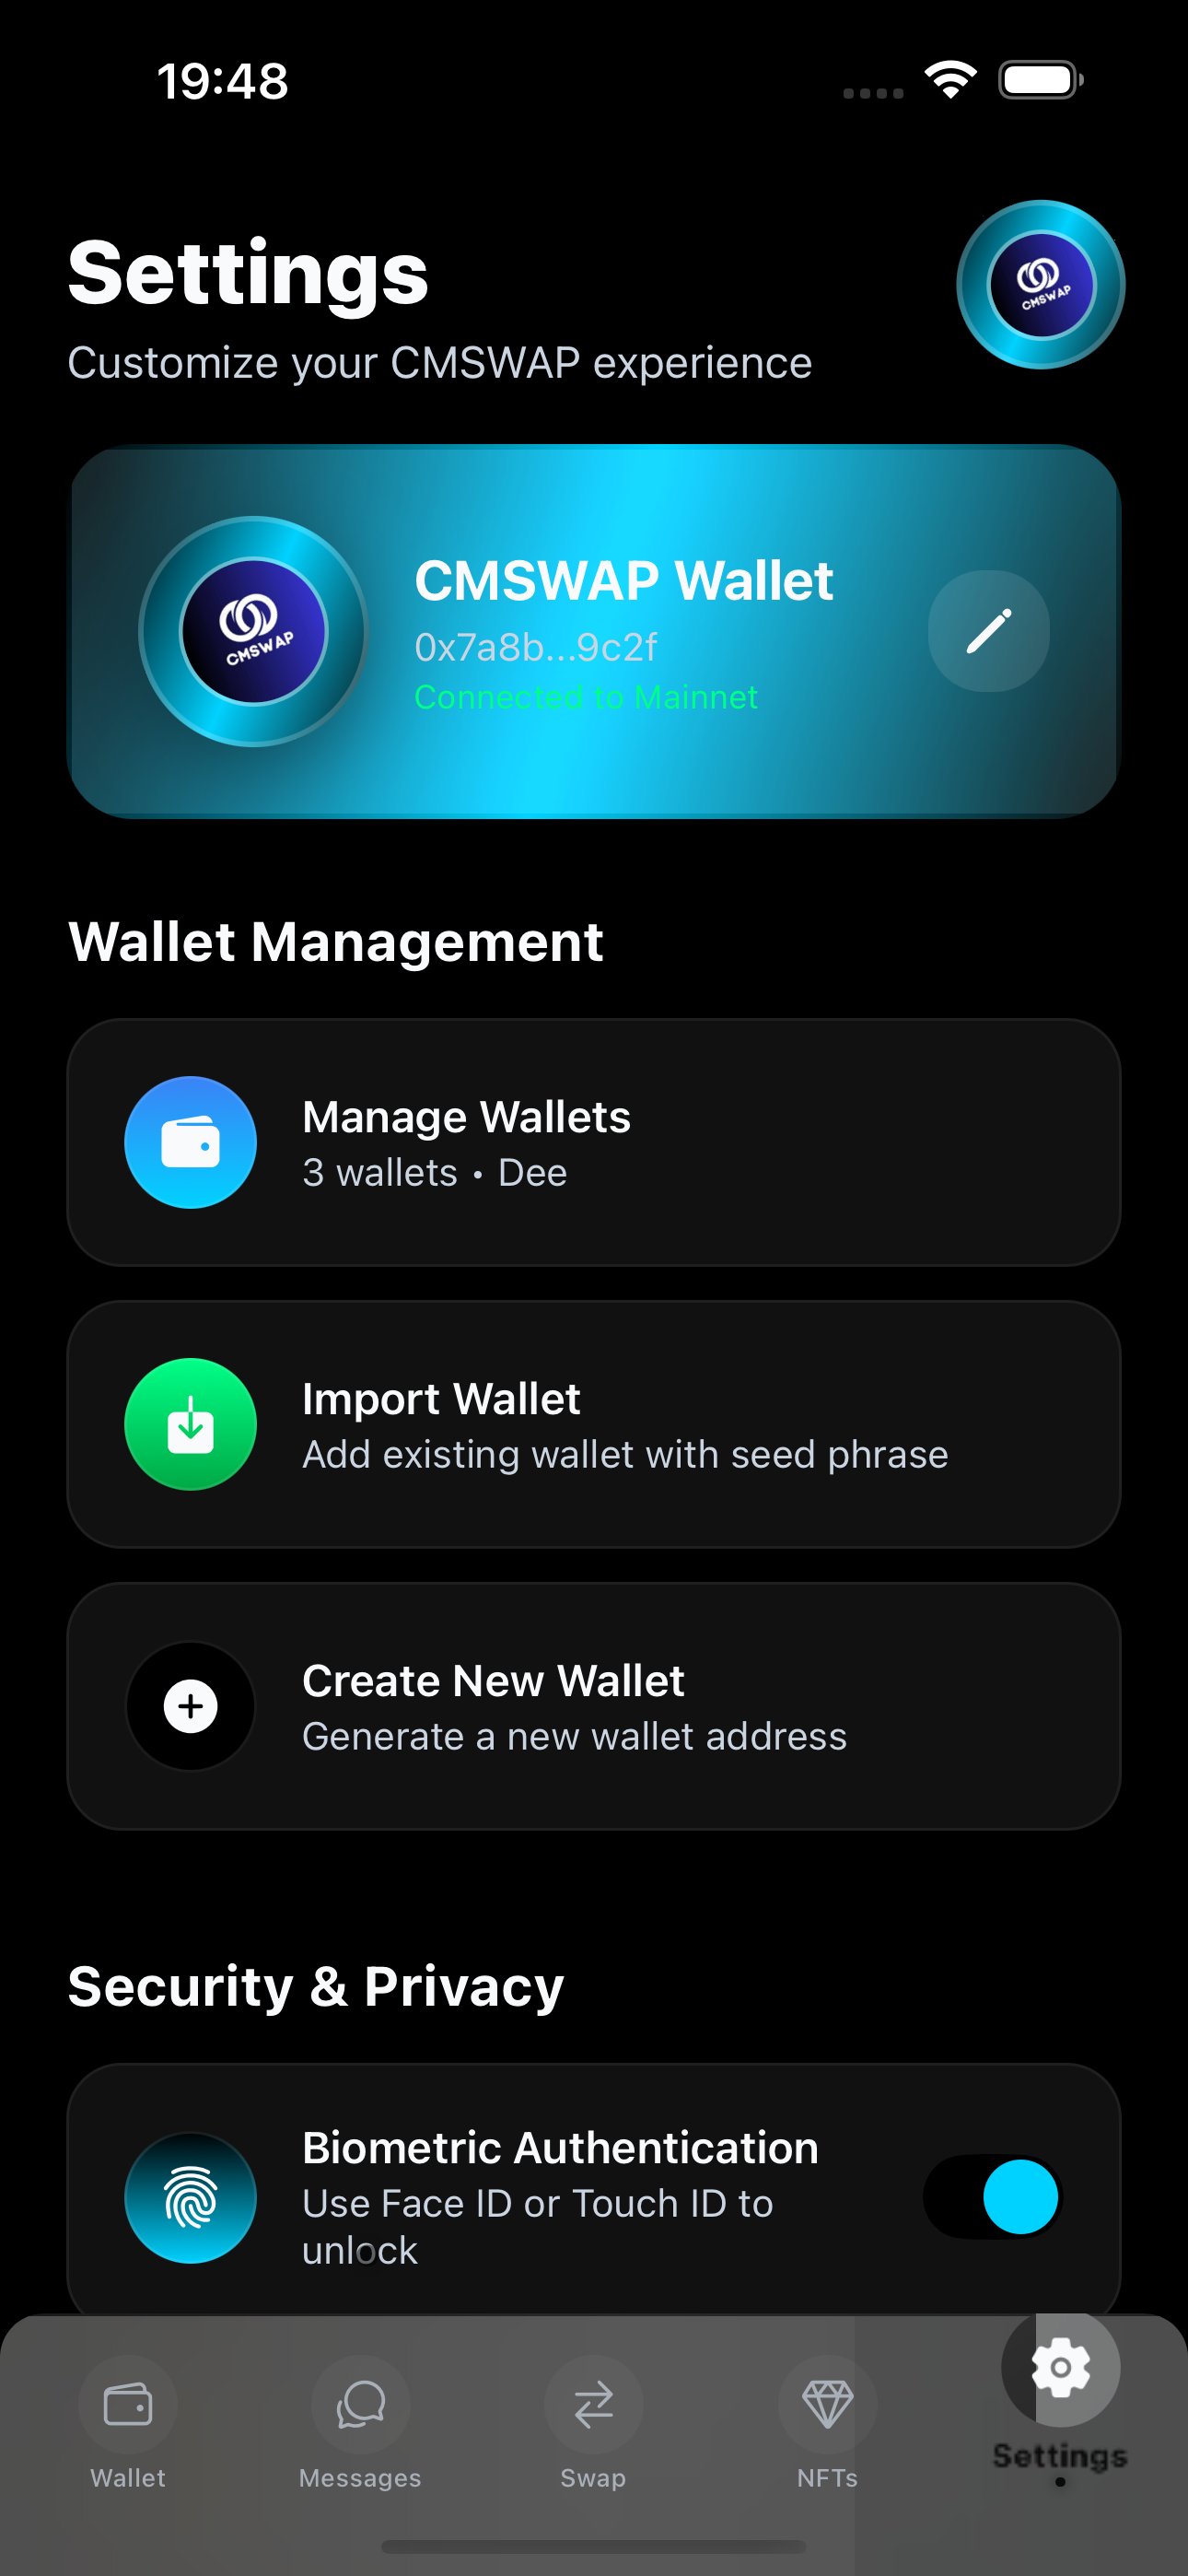 19:48
Settings
CMSWAP
Customize your CMSWAP experience
CMSWAP
CMSWAP Wallet
0x7a8b...9c2f
Connected to Mainnet
Wallet Management
Manage Wallets
3 wallets • Dee
Import Wallet
Add existing wallet with seed phrase
Create New Wallet
Generate a new wallet address
Security & Privacy
Biometric Authentication
Use Face ID or Touch ID to
unlock
Wallet
Messages
Swap
NFTs
Settings